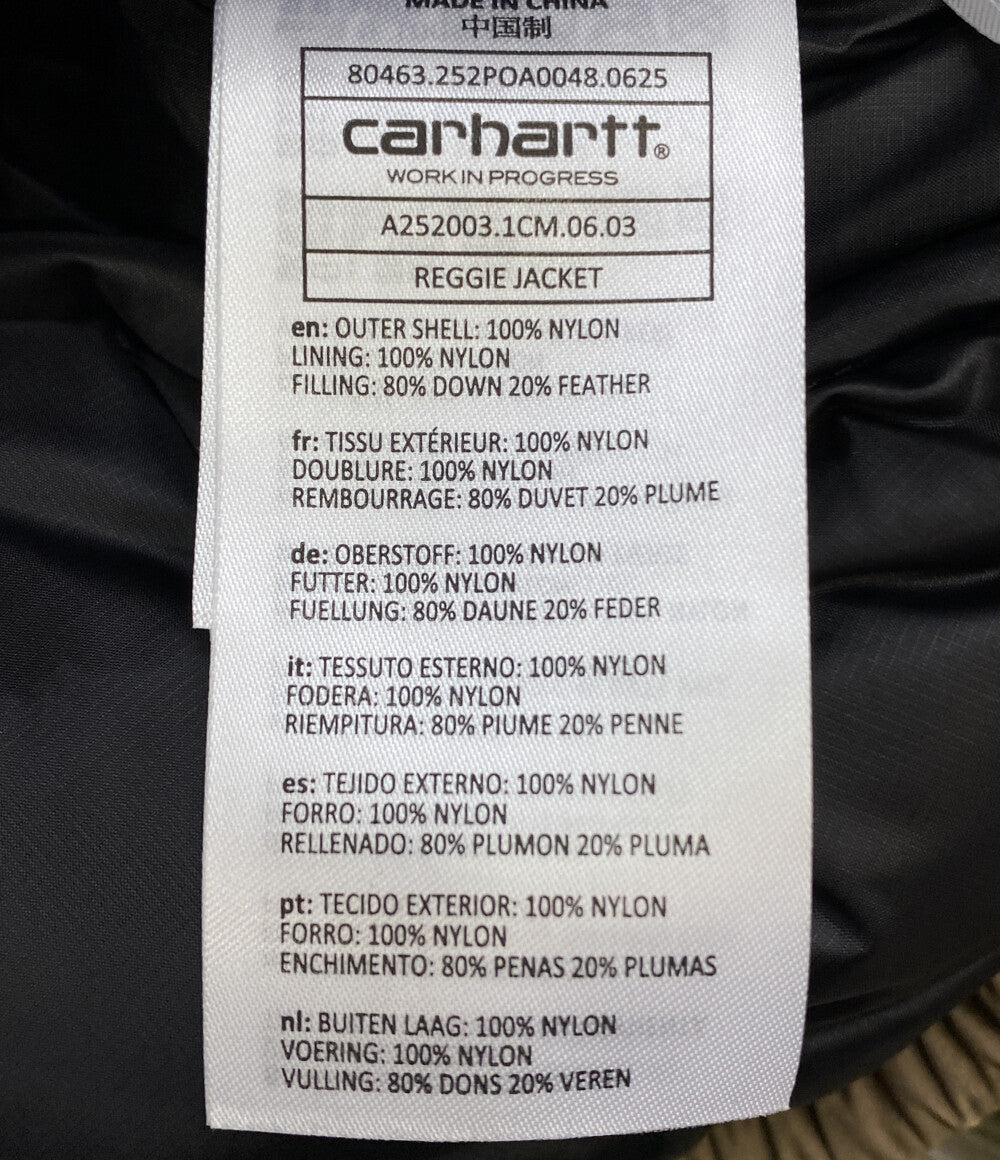 MADE IN CHINA
中国制
80463.252POA0048.0625
carhartt®
WORK IN PROGRESS
A252003.1CM.06.03
REGGIE JACKET
en: OUTER SHELL: 100% NYLON
LINING: 100% NYLON
FILLING: 80% DOWN 20% FEATHER
fr: TISSU EXTÉRIEUR: 100% NYLON
DOUBLURE: 100% NYLON
REMBOURRAGE: 80% DUVET 20% PLUME
de: OBERSTOFF: 100% NYLON
FUTTER: 100% NYLON
FUELLUNG: 80% DAUNE 20% FEDER
it: TESSUTO ESTERNO: 100% NYLON
FODERA: 100% NYLON
RIEMPITURA: 80% PIUME 20% PENNE
es: TEJIDO EXTERNO: 100% NYLON
FORRO: 100% NYLON
RELLENADO: 80% PLUMON 20% PLUMA
pt: TECIDO EXTERIOR: 100% NYLON
FORRO: 100% NYLON
ENCHIMENTO: 80% PENAS 20% PLUMAS
nl: BUITEN LAAG: 100% NYLON
VOERING: 100% NYLON
VULLING: 80% DONS 20% VEREN